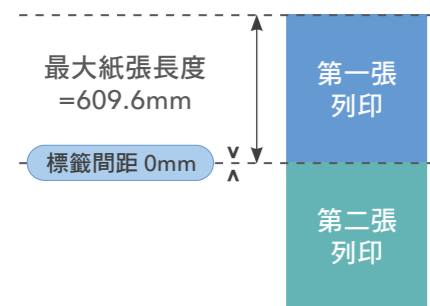 最大紙張長度
=609.6mm
第一張
列印
標籤間距 0mm
第二張
列印